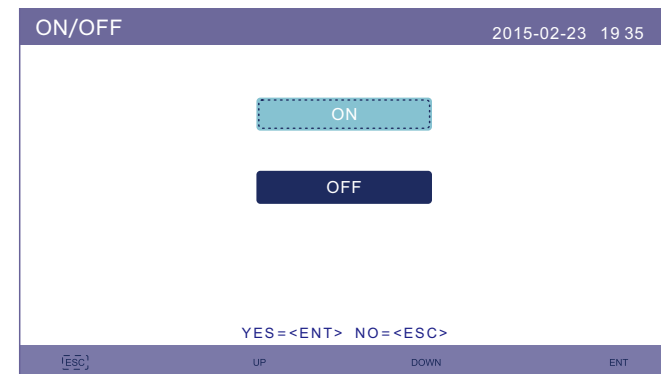 ON/OFF 2015-02-23 19 35
ON
OFF
YES=<ENT> NO=<ESC>
ESC UP DOWN ENT